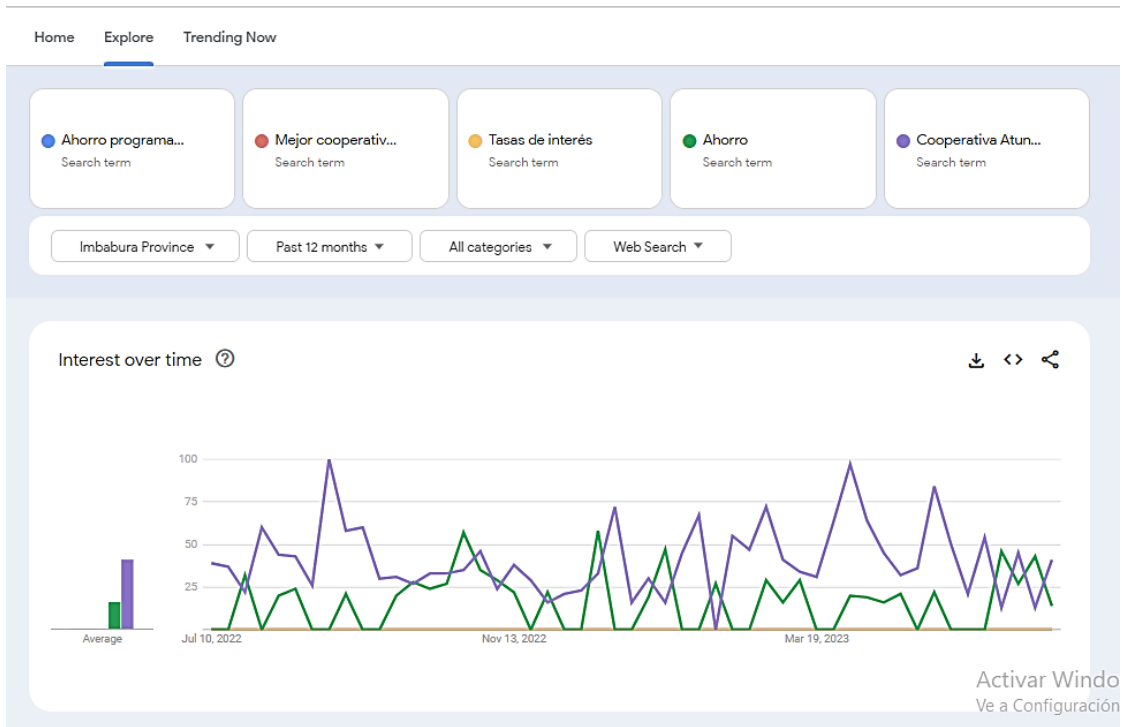 Home Explore Trending Now
Ahorro programa... Mejor cooperativ... Tasas de interés Ahorro Cooperativa Atun...
Search term Search term Search term Search term Search term
Imbabura Province Past 12 months All categories Web Search
Interest over time
100
75
50
25
Average Jul 10, 2022 Nov 13, 2022 Mar 19, 2023
Activar Windo
Ve a Configuración